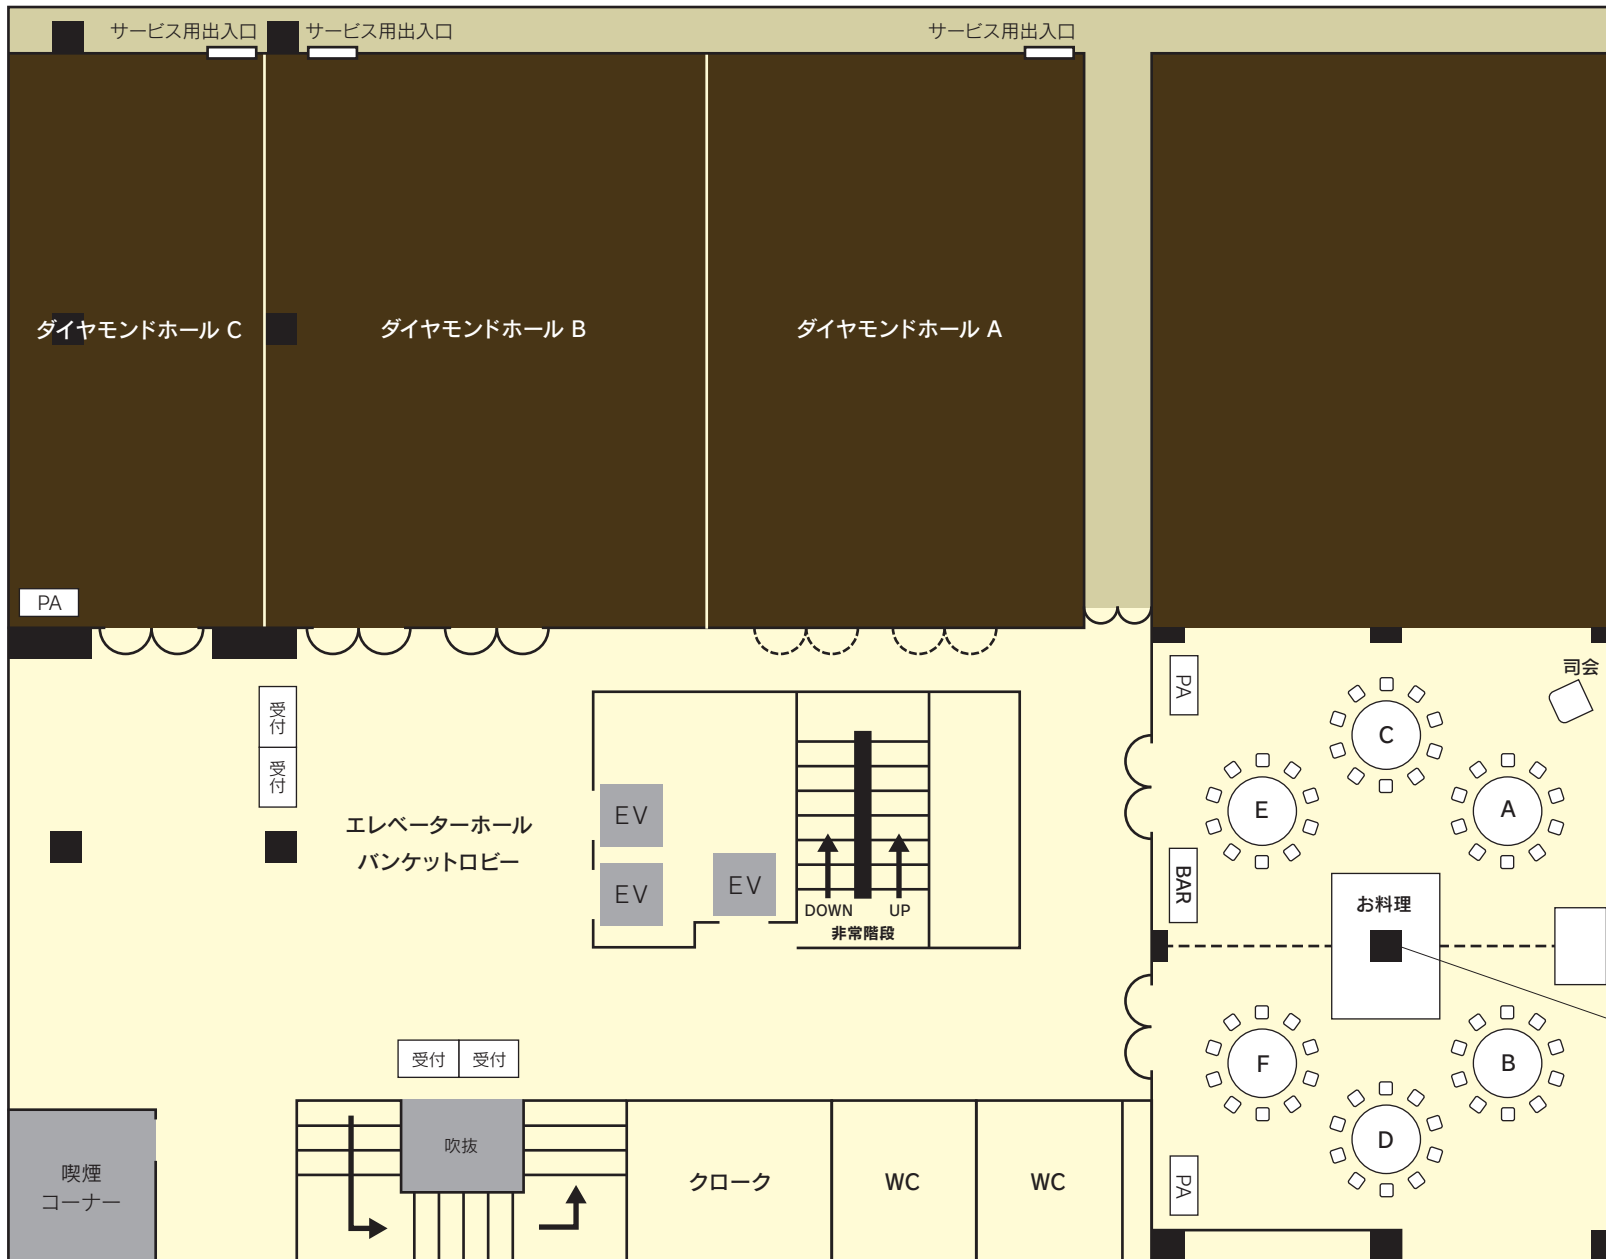 サービス用出入口
サービス用出入口
サービス用出入口
ダイヤモンドホール C
ダイヤモンドホール B
ダイヤモンドホール A
PA
受付
受付
エレベーターホール
バンケットロビー
EV
EV
EV
DOWN
UP
非常階段
受付
受付
吹抜
喫煙
コーナー
クローク
WC
WC
PA
司会
C
E
A
BAR
お料理
F
B
D
PA